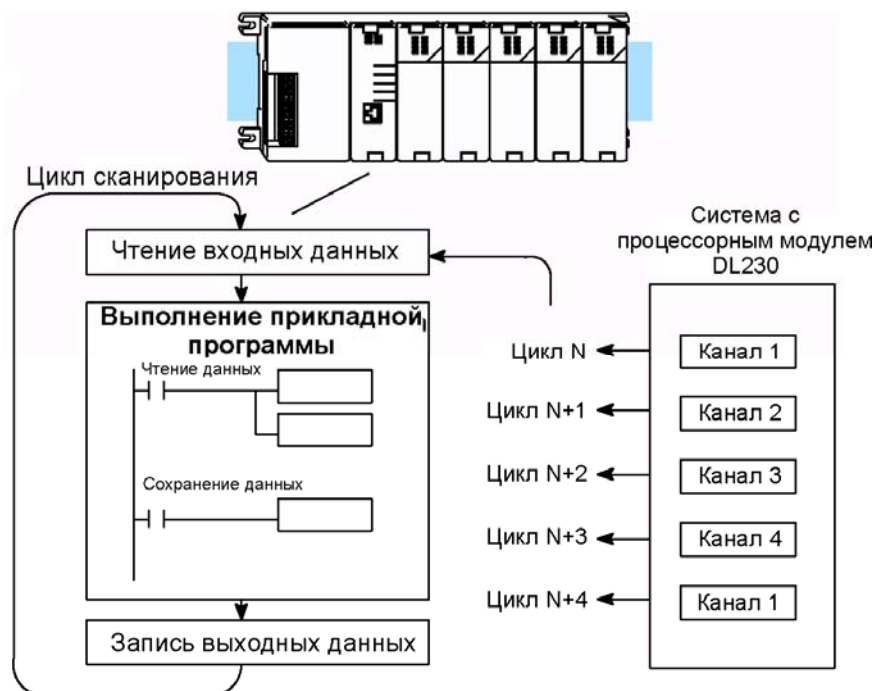 Цикл сканирования
Чтение входных данных
Выполнение прикладной
программы
Чтение данных
Сохранение данных
Запись выходных данных
Система с
процессорным модулем
DL230
Цикл N
Канал 1
Цикл N+1
Канал 2
Цикл N+2
Канал 3
Цикл N+3
Канал 4
Цикл N+4
Канал 1